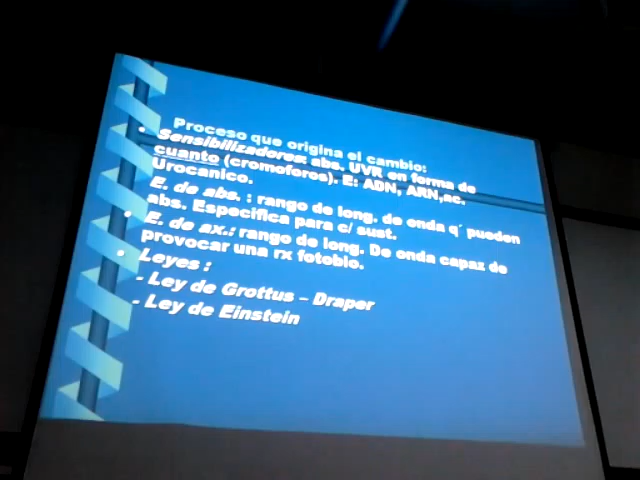 Proceso que origina el cambio:
• Sensibilizadores: abs. UVR en forma de
cuanto (cromoforos). E: ADN, ARN,ac.
Urocanico.
E. de abs. : rango de long. de onda q´ pueden
abs. Especifica para c/ sust.
• E. de ax.: rango de long. De onda capaz de
provocar una rx fotobio.
• Leyes :
- Ley de Grottus – Draper
- Ley de Einstein